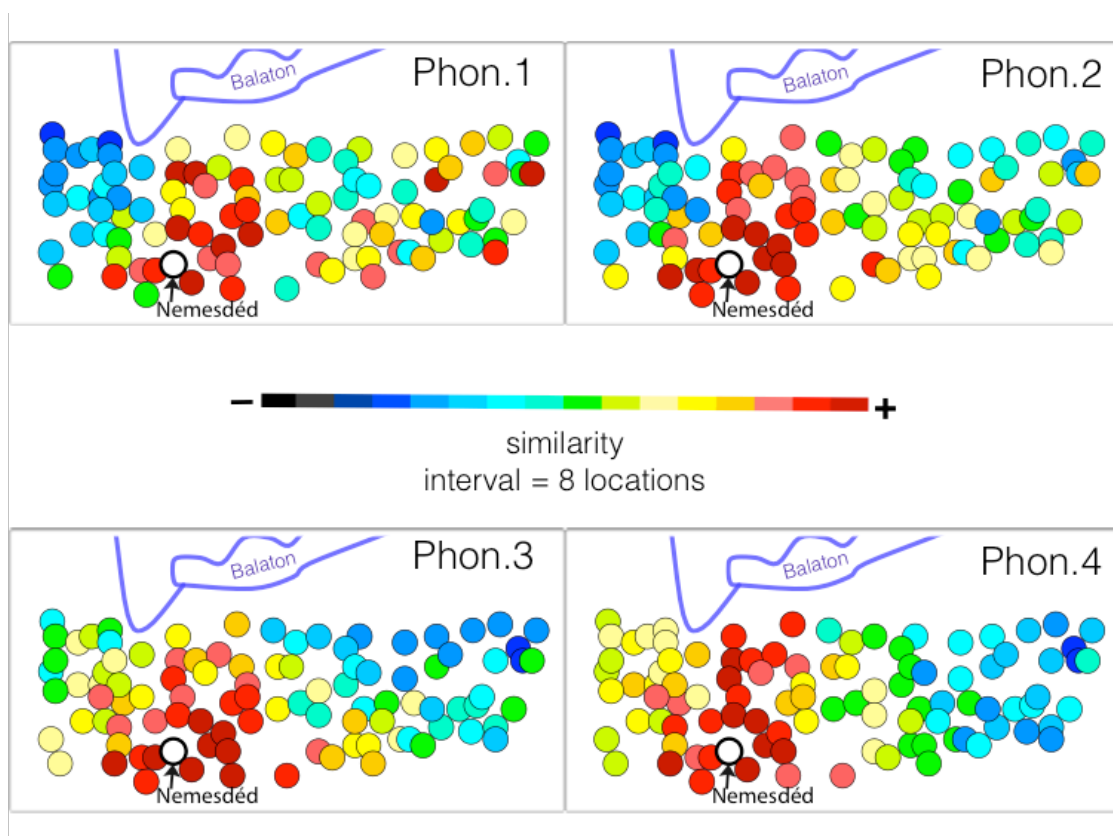 Phon.1
Balaton
Nemesdéd
Phon.2
Balaton
Nemesdéd
− +
similarity
interval = 8 locations
Phon.3
Balaton
Nemesdéd
Phon.4
Balaton
Nemesdéd